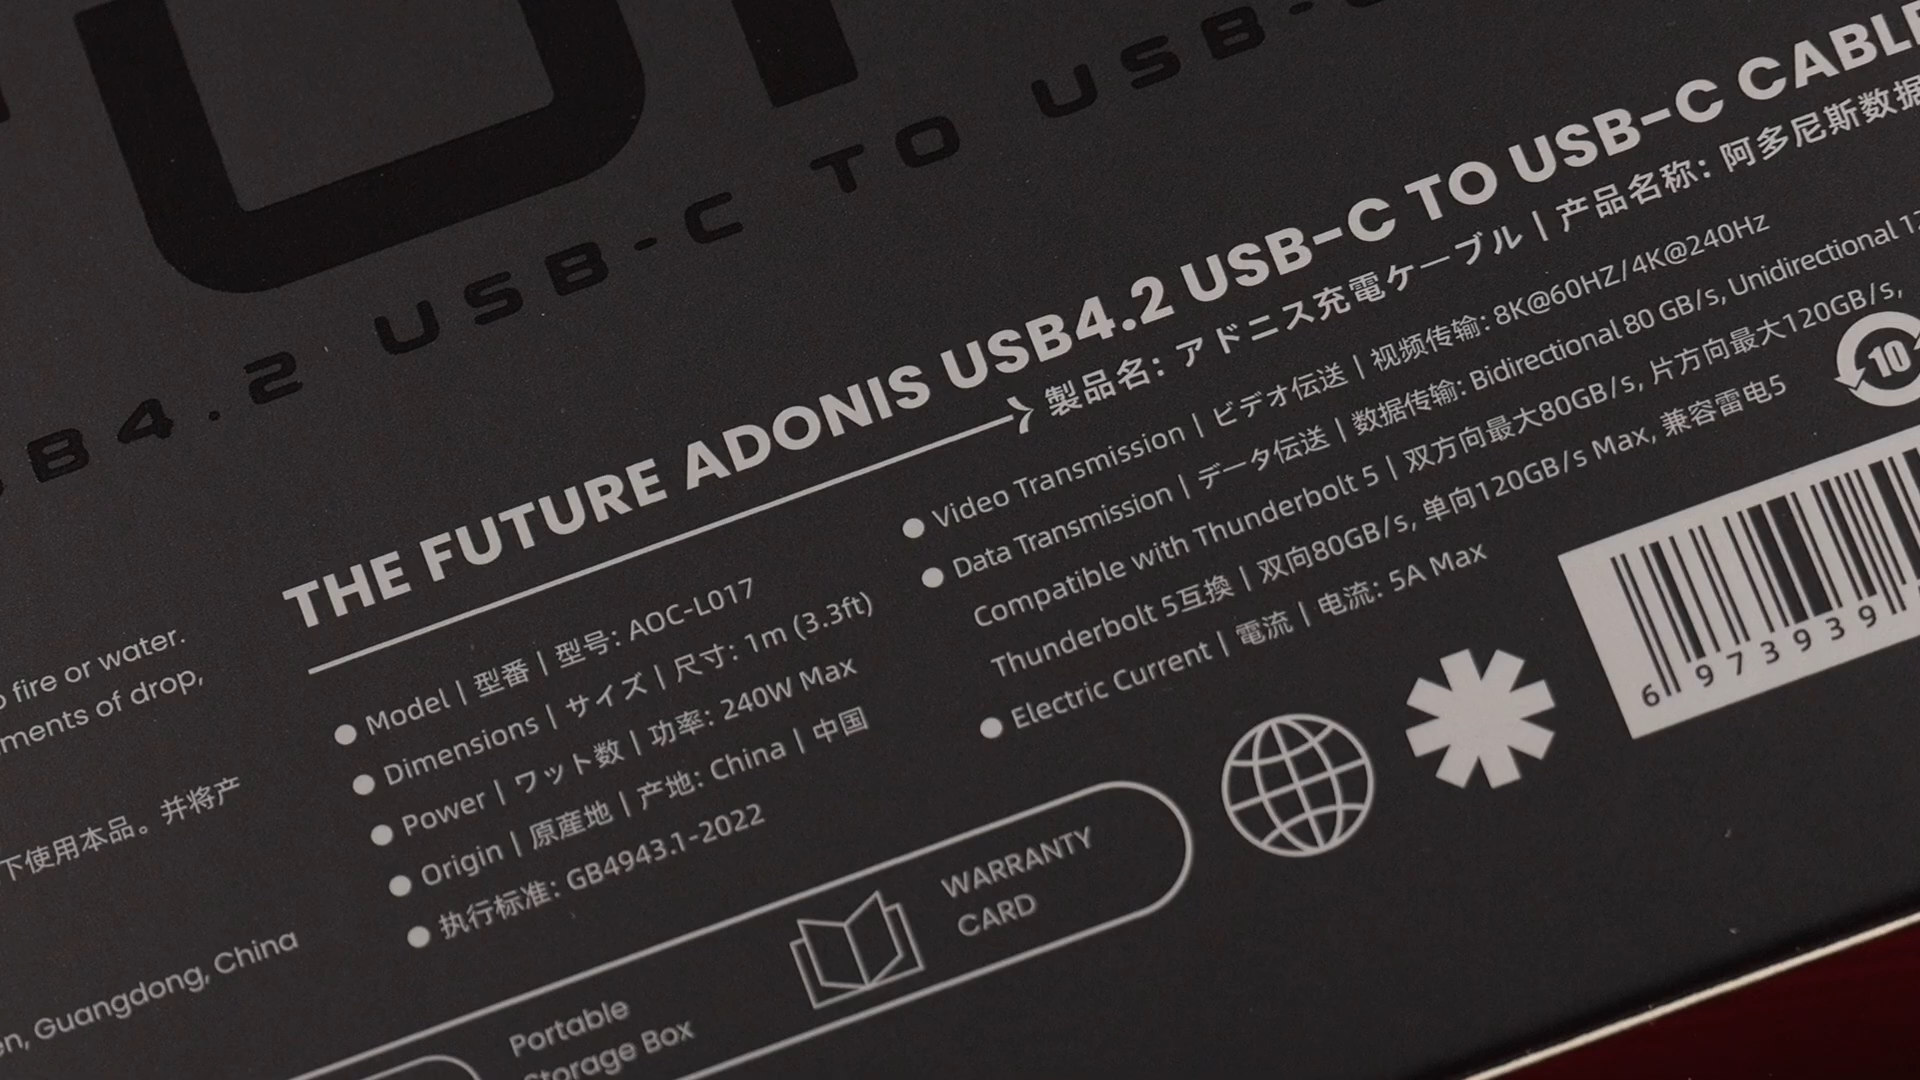 USB4.2 USB-C TO USB-C
THE FUTURE ADONIS USB4.2 USB-C TO USB-C CABLE
製品名: アドニス充電ケーブル | 产品名称: 阿多尼斯数据
Model | 型番 | 型号: AOC-L017
Dimensions | サイズ | 尺寸: 1m (3.3ft)
Power | ワット数 | 功率: 240W Max
Origin | 原産地 | 产地: China | 中国
执行标准: GB4943.1-2022
Video Transmission | ビデオ伝送 | 视频传输: 8K@60HZ/4K@240Hz
Data Transmission | データ伝送 | 数据传输: Bidirectional 80 GB/s, Unidirectional
Compatible with Thunderbolt 5 | 双方向最大80GB/s, 片方向最大120GB/s,
Thunderbolt 5互換 | 双向80GB/s, 单向120GB/s Max, 兼容雷电5
Electric Current | 電流 | 电流: 5A Max
10
6 973939
fire or water.
ments of drop,
下使用本品。并将产
en, Guangdong, China
Portable
Storage Box
WARRANTY
CARD